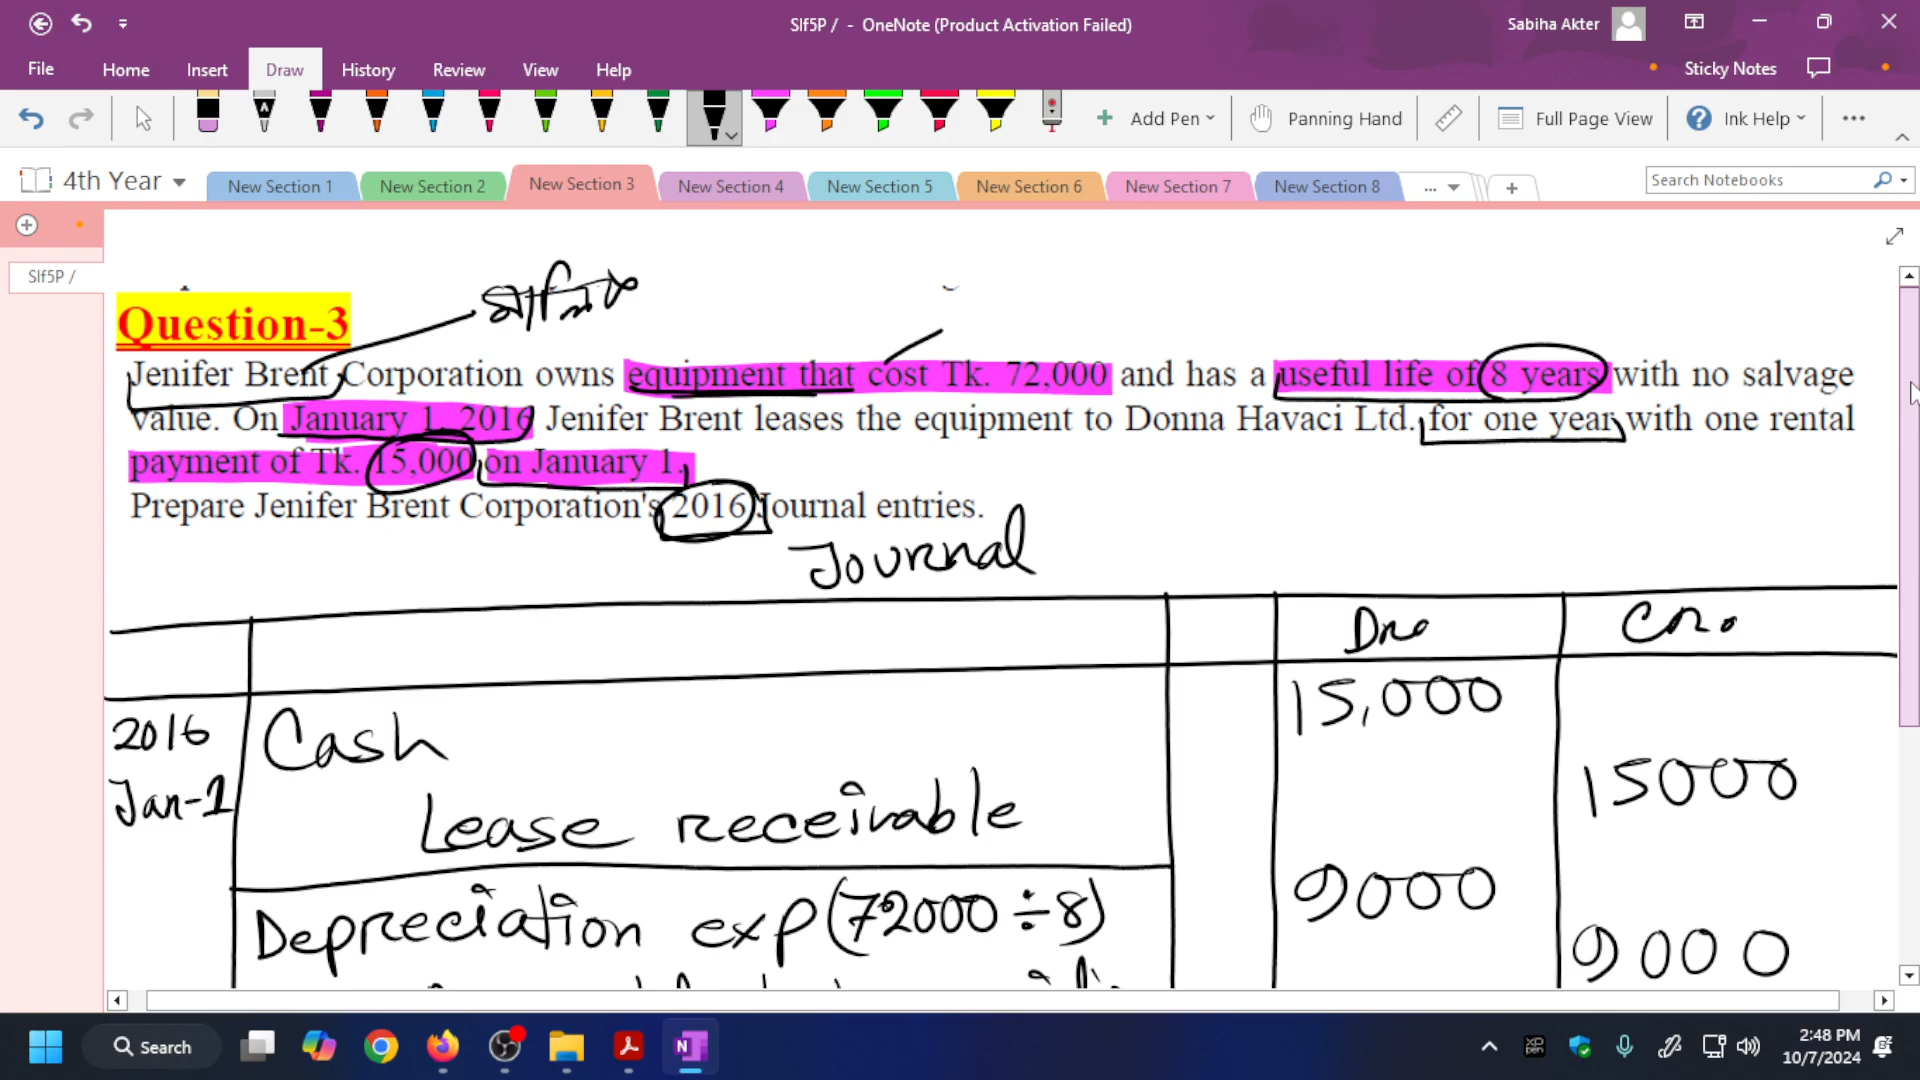 Slf5P / - OneNote (Product Activation Failed)
Sabiha Akter
File Home Insert Draw History Review View Help
Sticky Notes
Add Pen Panning Hand Full Page View Ink Help
4th Year New Section 1 New Section 2 New Section 3 New Section 4 New Section 5 New Section 6 New Section 7 New Section 8 ... Search Notebooks
Slf5P /
মালিক
Question-3
Jenifer Brent Corporation owns equipment that cost Tk. 72,000 and has a useful life of 8 years with no salvage
value. On January 1, 2016 Jenifer Brent leases the equipment to Donna Havaci Ltd. for one year with one rental
payment of Tk. 15,000 on January 1.
Prepare Jenifer Brent Corporation's 2016 Journal entries.
Journal
Dr. Cr.
2016 Cash 15,000
Jan-1 Lease receivable 15000
Depreciation exp (72000 ÷ 8) 9000
9000
Search
2:48 PM
10/7/2024